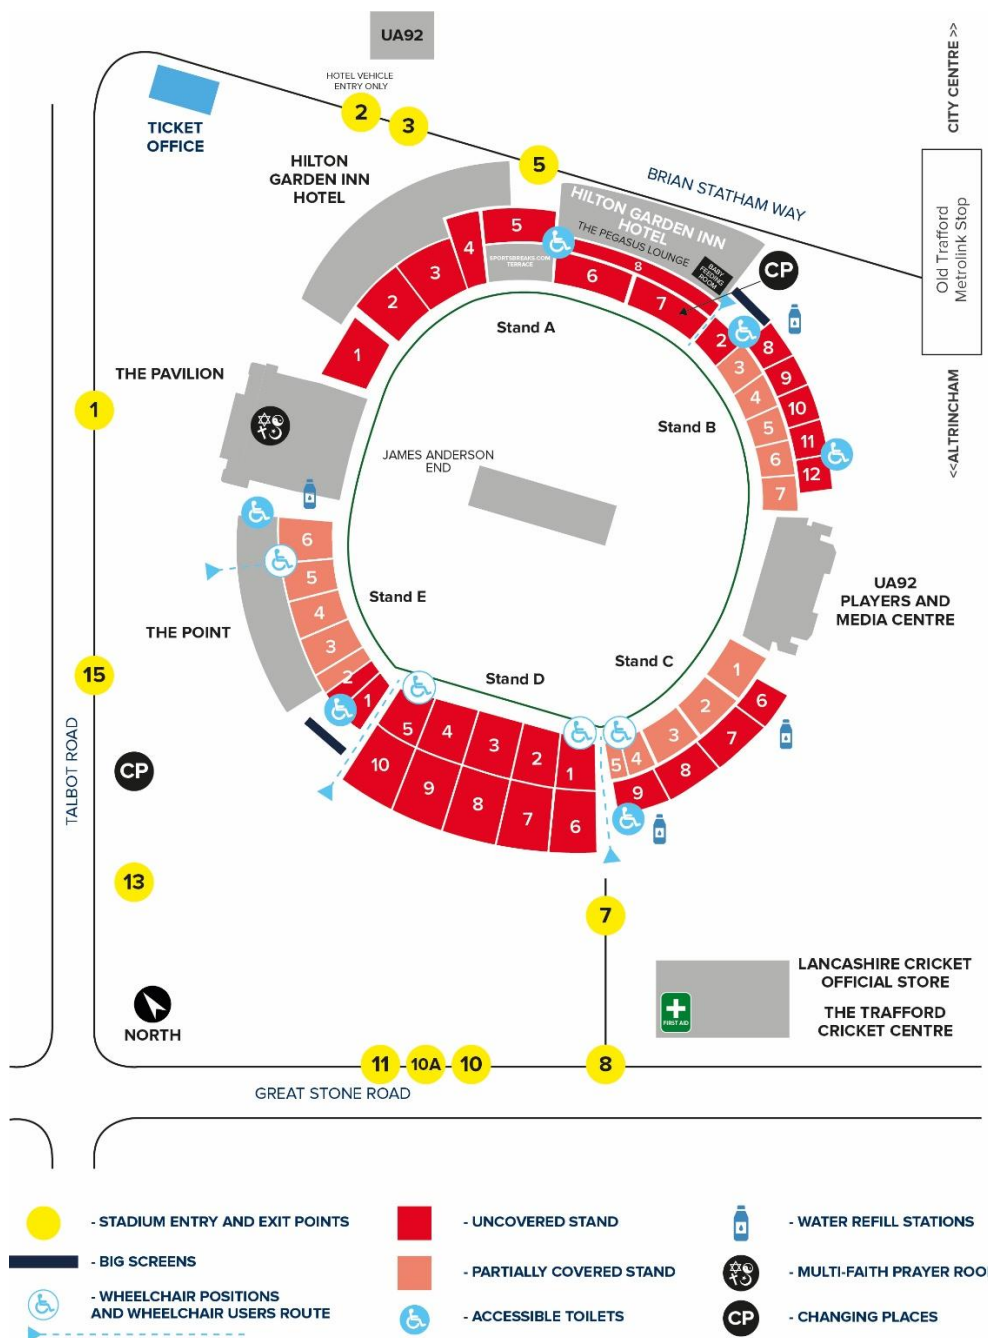 UA92
HOTEL VEHICLE
ENTRY ONLY
2
3
5
TICKET
OFFICE
HILTON
GARDEN INN
HOTEL
BRIAN STATHAM WAY
CITY CENTRE >>
Old Trafford
Metrolink Stop
<<ALTRINCHAM
HILTON GARDEN INN
HOTEL
THE PEGASUS LOUNGE
BABY
FEEDING
ROOM
CP
5
4
3
2
1
SPORTSBREAKS.COM
TERRACE
8
6
7
Stand A
2
3
4
5
6
7
8
9
10
11
12
Stand B
THE PAVILION
1
JAMES ANDERSON
END
UA92
PLAYERS AND
MEDIA CENTRE
6
5
4
3
2
1
Stand E
THE POINT
15
Stand D
5
4
3
2
1
10
9
8
7
6
Stand C
1
2
3
4
5
6
7
8
9
TALBOT ROAD
CP
13
7
NORTH
LANCASHIRE CRICKET
OFFICIAL STORE
THE TRAFFORD
CRICKET CENTRE
FIRST AID
11
10A
10
8
GREAT STONE ROAD
- STADIUM ENTRY AND EXIT POINTS
- BIG SCREENS
- WHEELCHAIR POSITIONS
AND WHEELCHAIR USERS ROUTE
- UNCOVERED STAND
- PARTIALLY COVERED STAND
- ACCESSIBLE TOILETS
- WATER REFILL STATIONS
- MULTI-FAITH PRAYER ROO
CP
- CHANGING PLACES